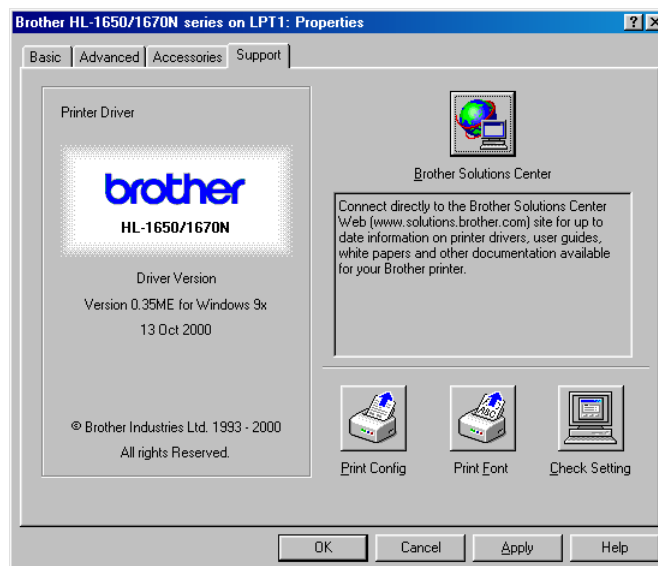 Brother HL-1650/1670N series on LPT1: Properties
Basic
Advanced
Accessories
Support
Printer Driver
brother
HL-1650/1670N
Driver Version
Version 0.35ME for Windows 9x
13 Oct 2000
© Brother Industries Ltd. 1993 - 2000
All rights Reserved.
Brother Solutions Center
Connect directly to the Brother Solutions Center
Web (www.solutions.brother.com) site for up to
date information on printer drivers, user guides,
white papers and other documentation available
for your Brother printer.
ABC
Print Config
Print Font
Check Setting
OK
Cancel
Apply
Help